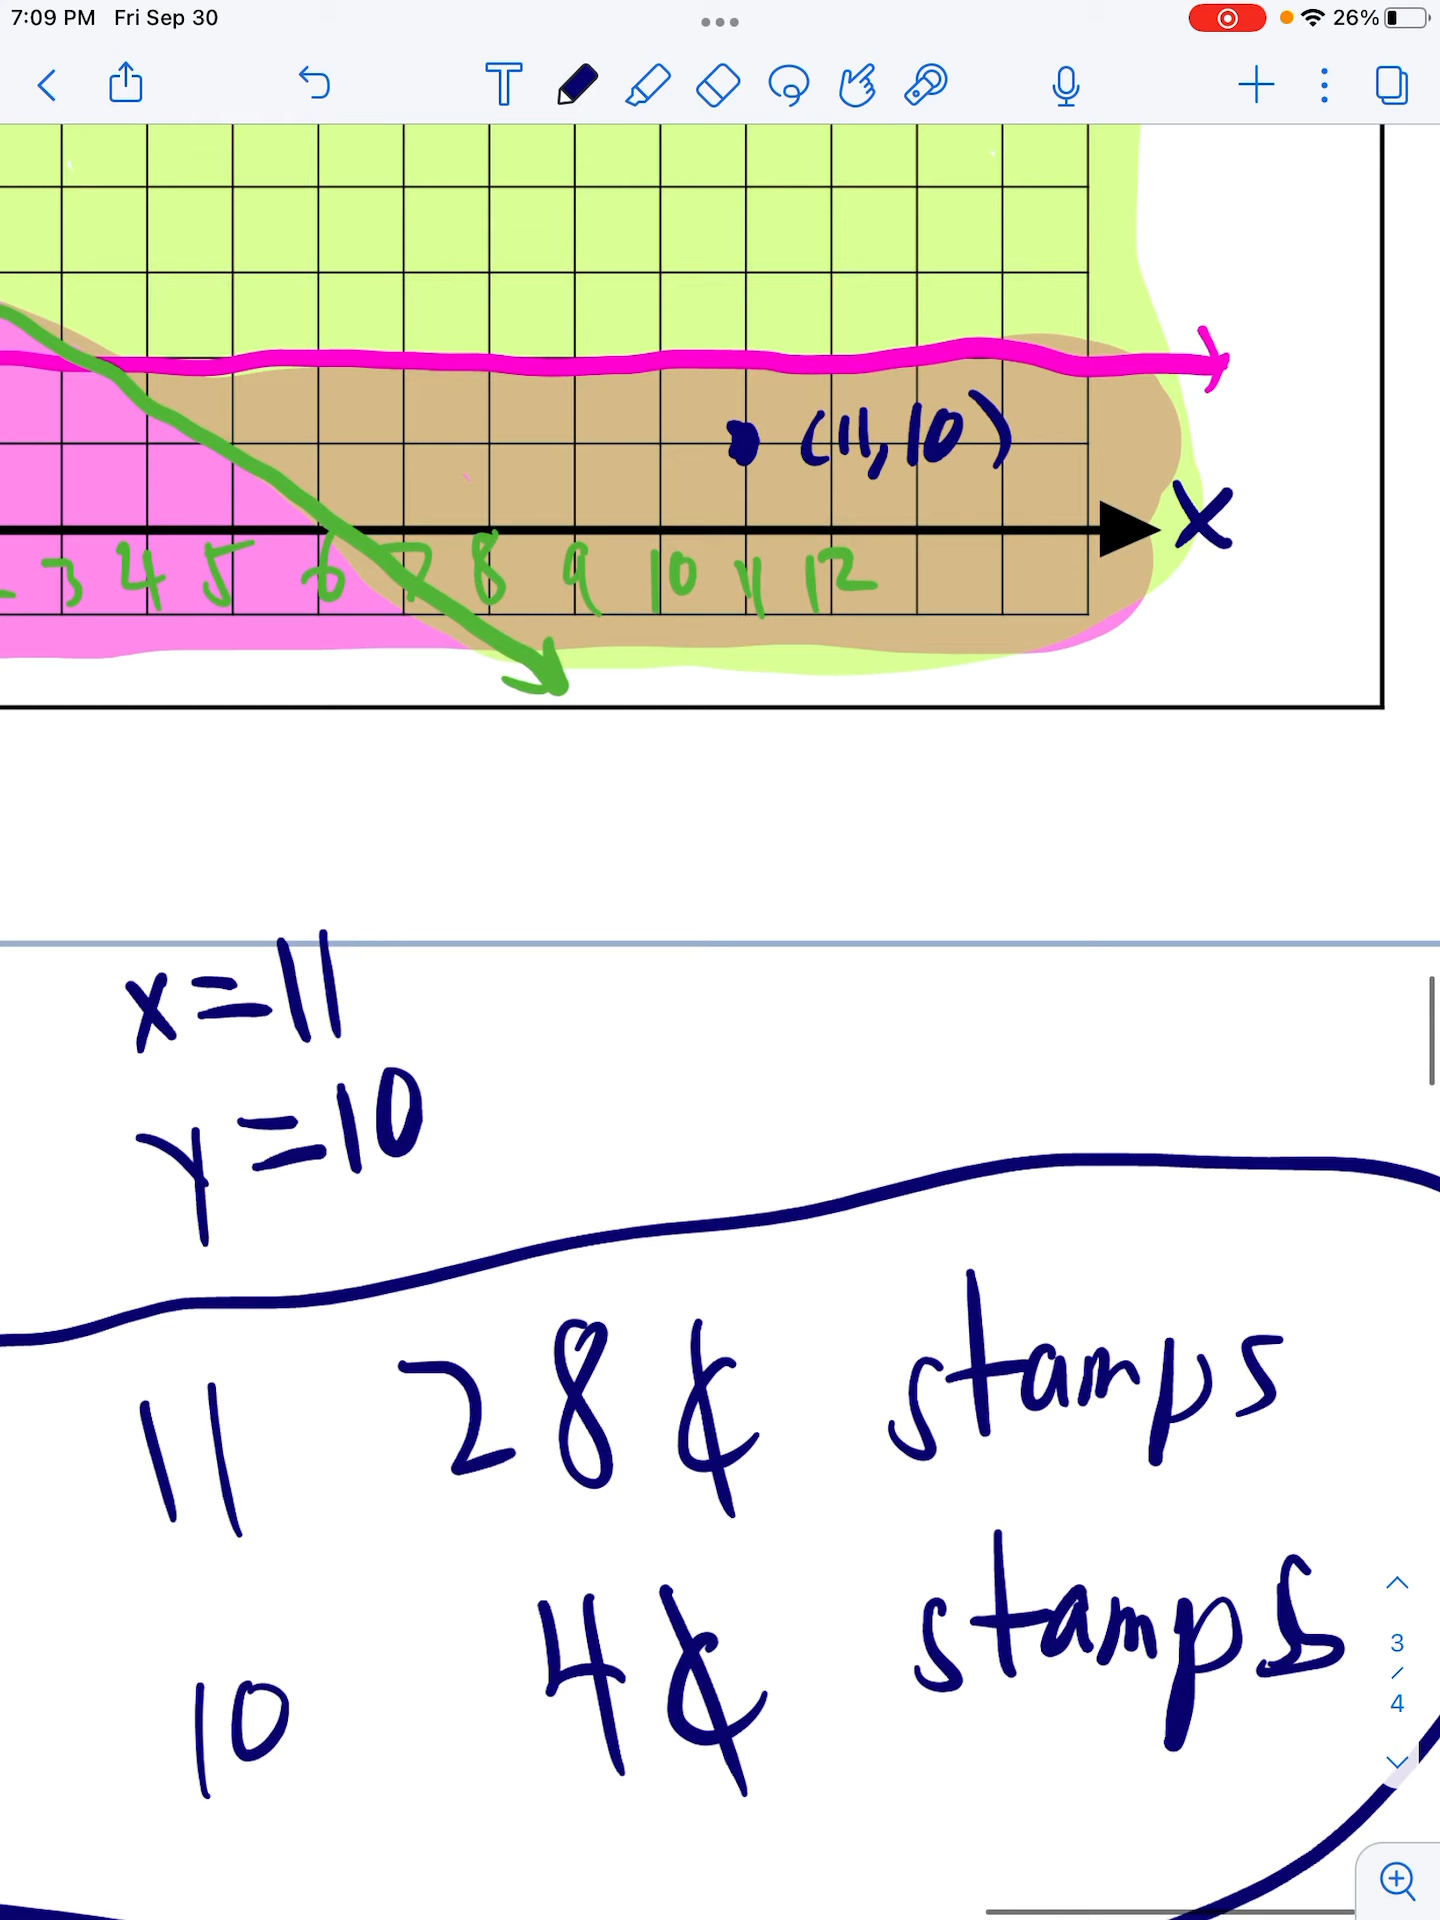 7:09 PM Fri Sep 30 26%
T
(11,10)
X
3 4 5 6 7 8 9 10 11 12
x=11
y=10
11 28¢ stamps
10 4¢ stamps
3
/
4